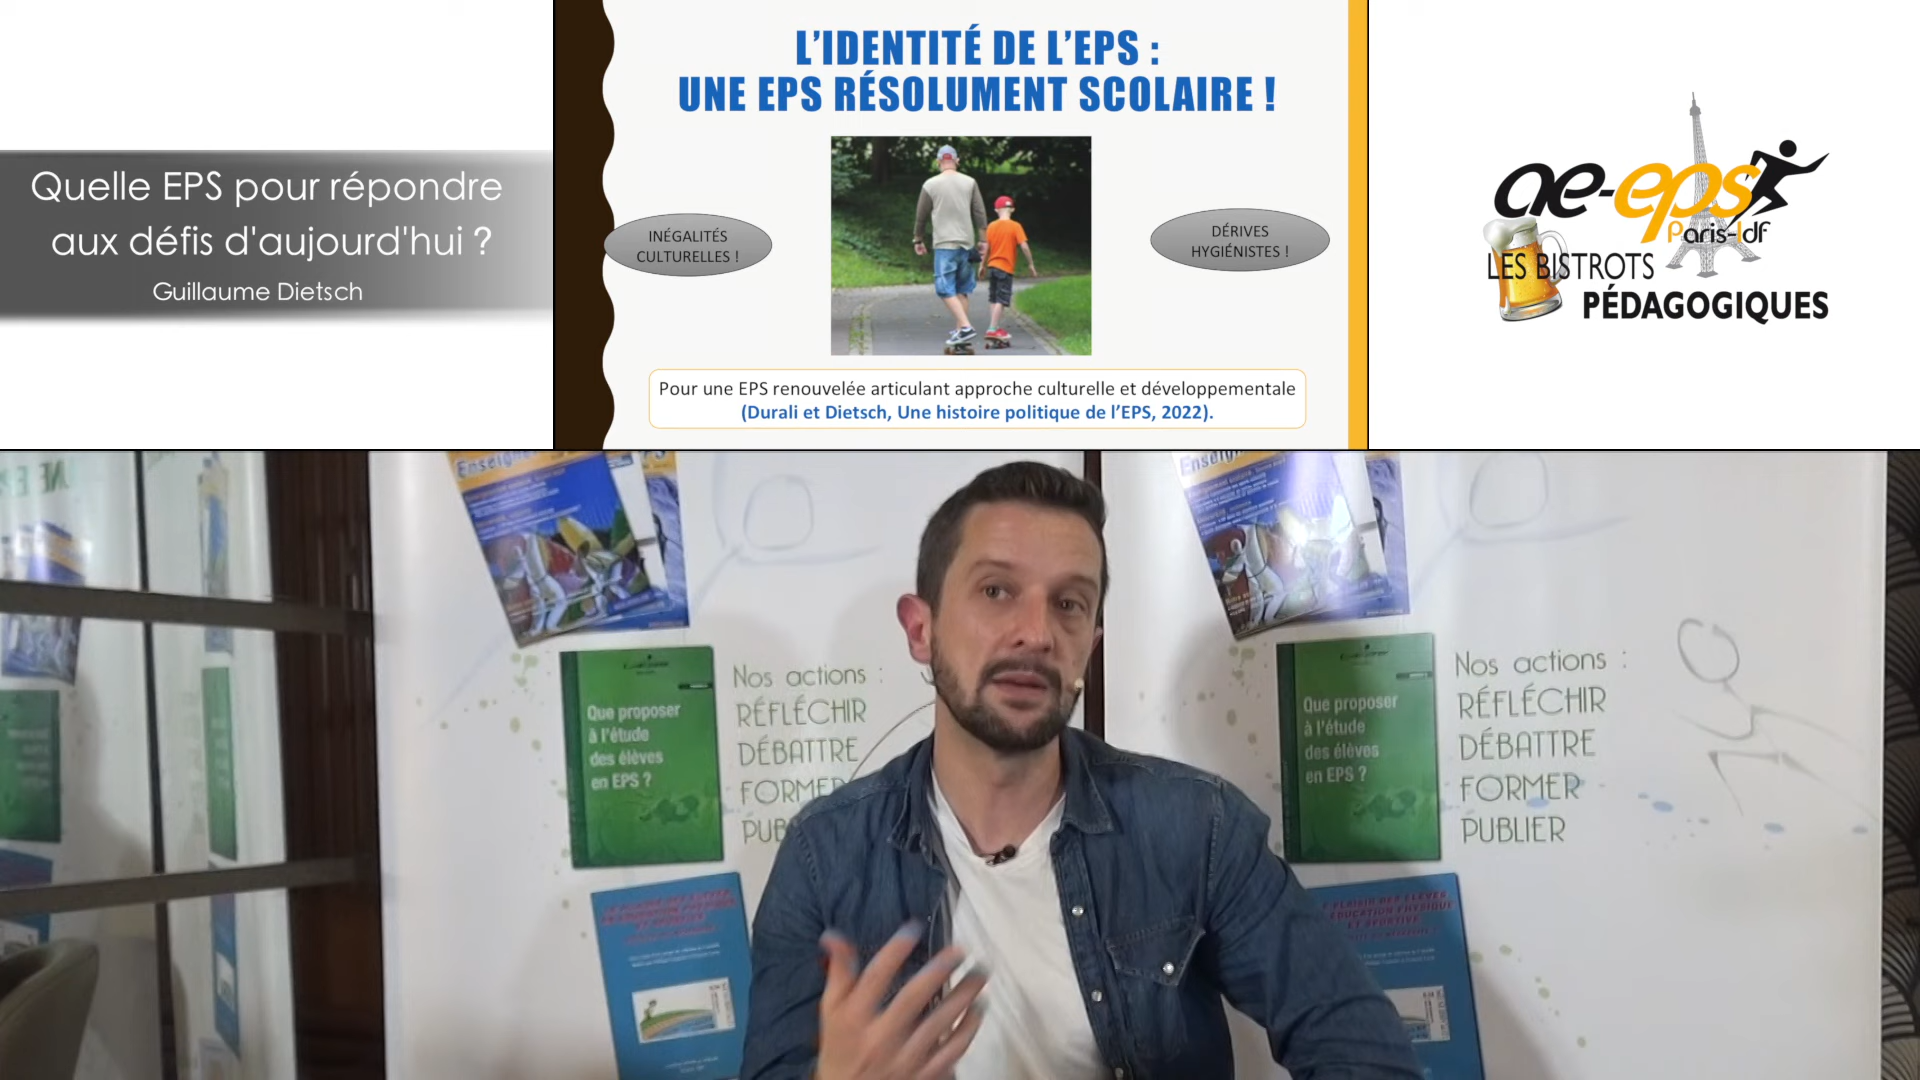 Quelle EPS pour répondre
aux défis d'aujourd'hui ?
Guillaume Dietsch
L'IDENTITÉ DE L'EPS :
UNE EPS RÉSOLUMENT SCOLAIRE !
INÉGALITÉS
CULTURELLES !
DÉRIVES
HYGIÉNISTES !
Pour une EPS renouvelée articulant approche culturelle et développementale
(Durali et Dietsch, Une histoire politique de l'EPS, 2022).
ae-eps
Paris-Idf
LES BISTROTS
PÉDAGOGIQUES
Que proposer
à l'étude
des élèves
en EPS ?
Nos actions :
RÉFLÉCHIR
DÉBATTRE
FORMER
PUB
Que proposer
à l'étude
des élèves
en EPS ?
Nos actions :
RÉFLÉCHIR
DÉBATTRE
FORMER
PUBLIER